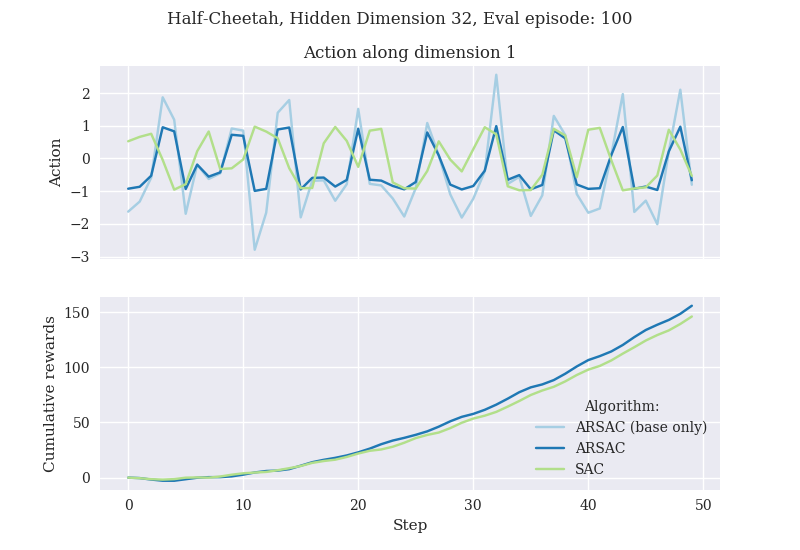 Half-Cheetah, Hidden Dimension 32, Eval episode: 100
Action along dimension 1
Action
2
1
0
−1
−2
−3
Cumulative rewards
150
100
50
0
Algorithm:
ARSAC (base only)
ARSAC
SAC
0 10 20 30 40 50
Step